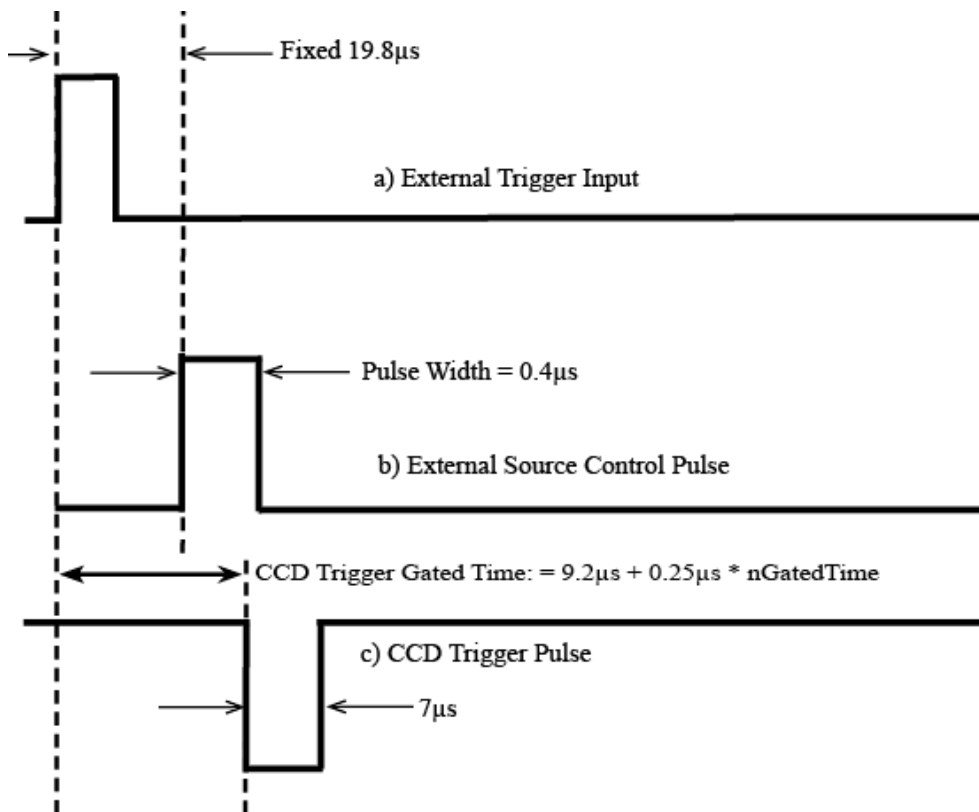 Fixed 19.8µs
a) External Trigger Input
Pulse Width = 0.4µs
b) External Source Control Pulse
CCD Trigger Gated Time: = 9.2µs + 0.25µs * nGatedTime
c) CCD Trigger Pulse
7µs